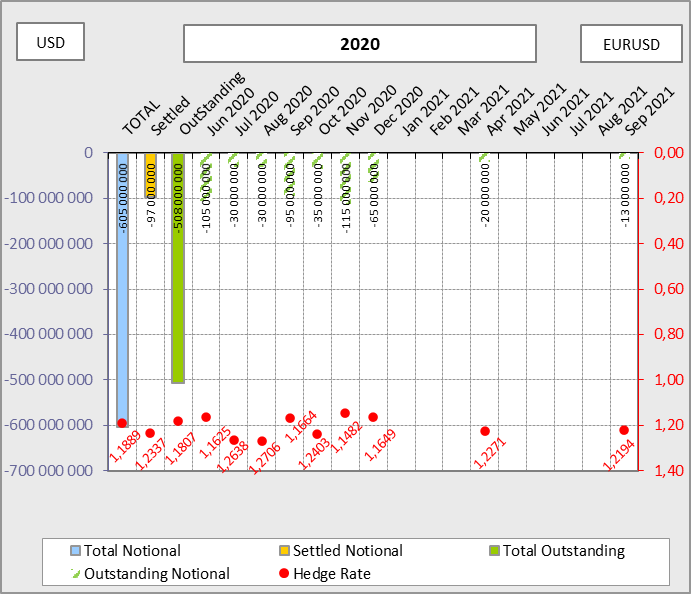 USD
2020
EURUSD
TOTAL
Settled
OutStanding
Jun 2020
Jul 2020
Aug 2020
Sep 2020
Oct 2020
Nov 2020
Dec 2020
Jan 2021
Feb 2021
Mar 2021
Apr 2021
May 2021
Jun 2021
Jul 2021
Aug 2021
Sep 2021
0
-100 000 000
-200 000 000
-300 000 000
-400 000 000
-500 000 000
-600 000 000
-700 000 000
-605 000 000
-97 000 000
-508 000 000
-105 000 000
-30 000 000
-30 000 000
-95 000 000
-35 000 000
-115 000 000
-65 000 000
-20 000 000
-13 000 000
0,00
0,20
0,40
0,60
0,80
1,00
1,20
1,40
1,1889
1,2337
1,1807
1,1625
1,2638
1,2706
1,1664
1,2403
1,1482
1,1649
1,2271
1,2194
Total Notional
Settled Notional
Total Outstanding
Outstanding Notional
Hedge Rate